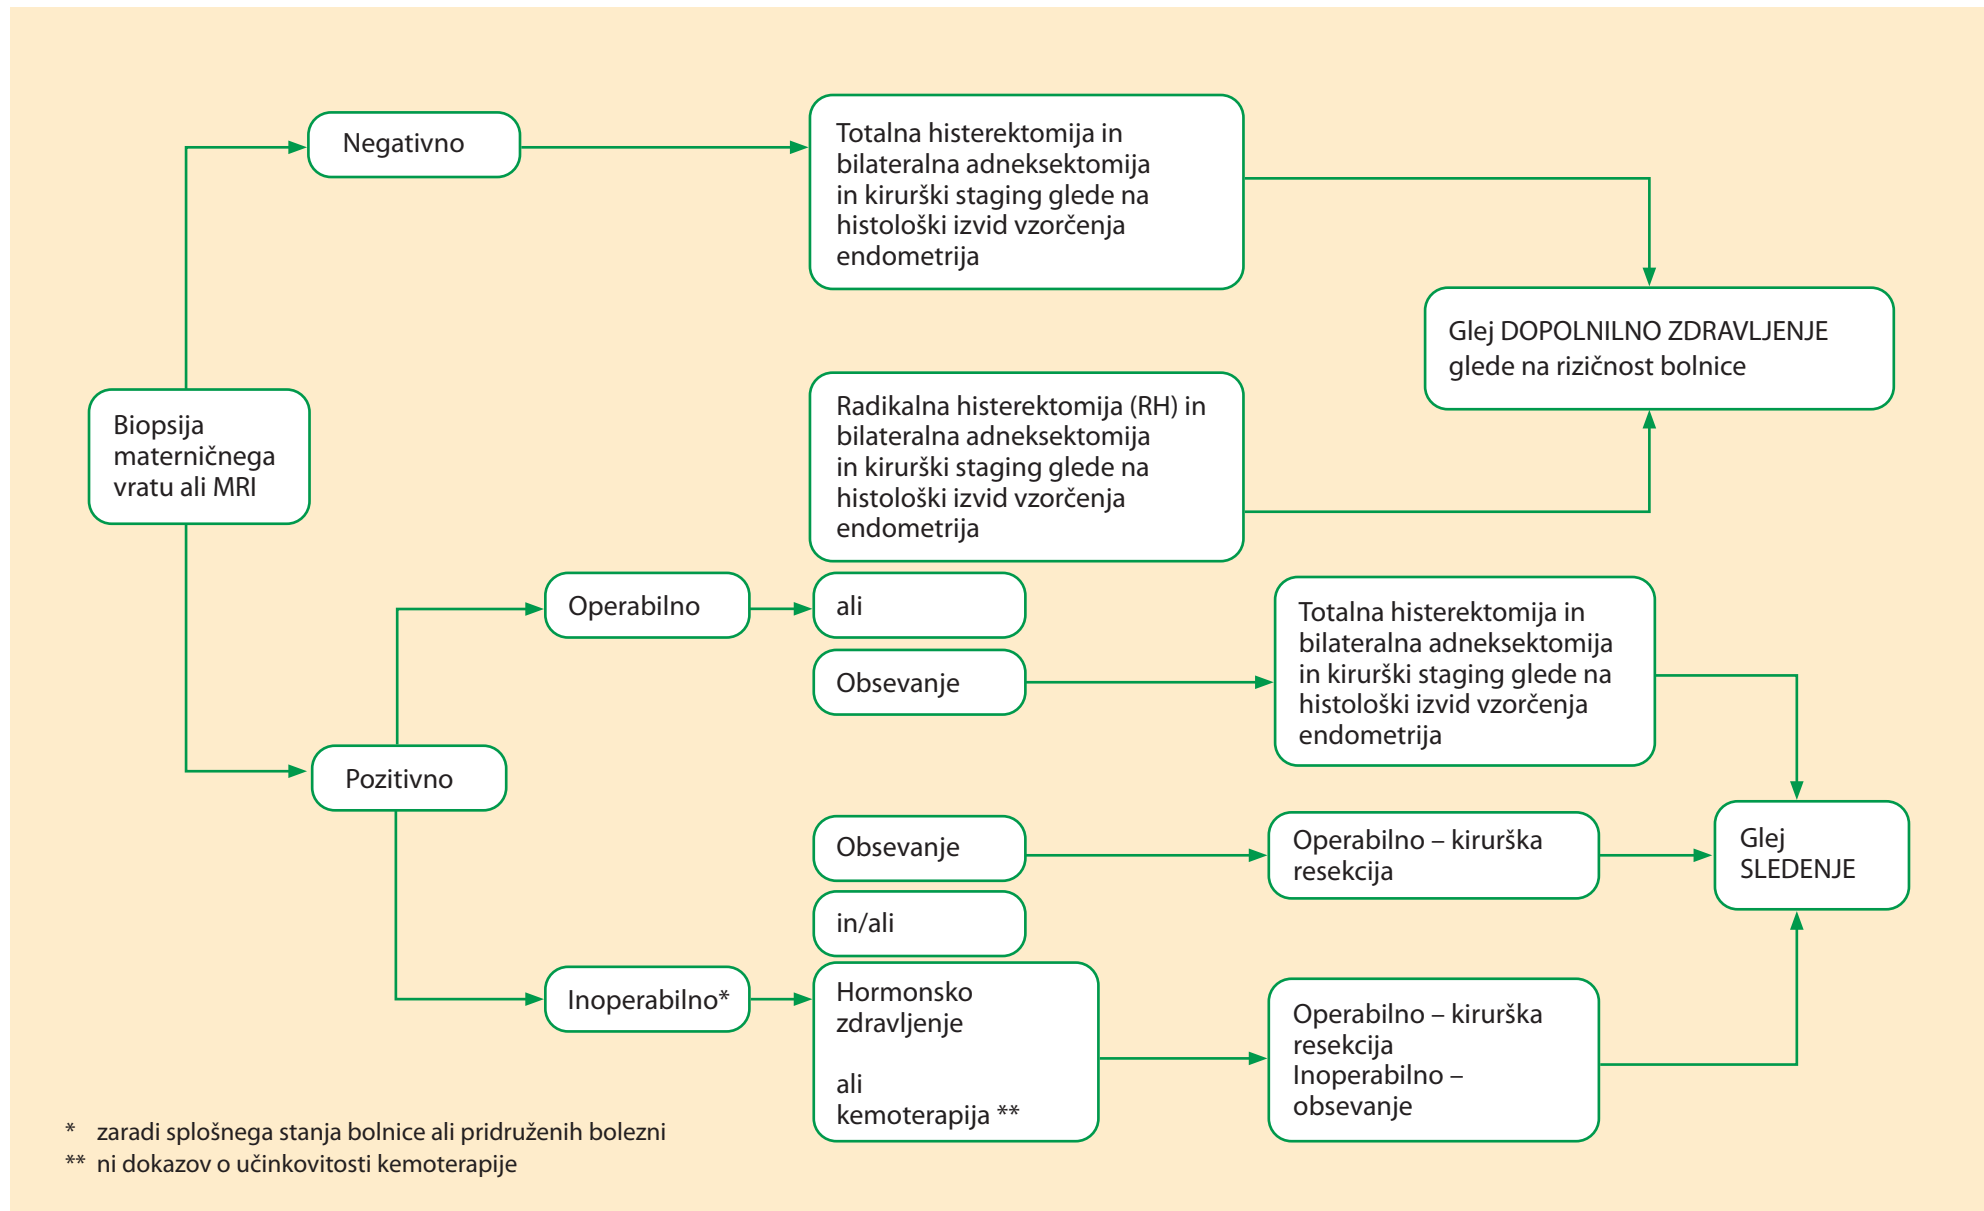 Negativno
Totalna histerektomija in
bilateralna adneksektomija
in kirurški staging glede na
histološki izvid vzorčenja
endometrija
Glej DOPOLNILNO ZDRAVLJENJE
glede na rizičnost bolnice
Biopsija
materničnega
vratu ali MRI
Radikalna histerektomija (RH) in
bilateralna adneksektomija
in kirurški staging glede na
histološki izvid vzorčenja
endometrija
Operabilno
ali
Obsevanje
Totalna histerektomija in
bilateralna adneksektomija
in kirurški staging glede na
histološki izvid vzorčenja
endometrija
Pozitivno
Obsevanje
Operabilno – kirurška
resekcija
Glej
SLEDENJE
in/ali
Inoperabilno*
Hormonsko
zdravljenje
ali
kemoterapija **
Operabilno – kirurška
resekcija
Inoperabilno –
obsevanje
* zaradi splošnega stanja bolnice ali pridruženih bolezni
** ni dokazov o učinkovitosti kemoterapije